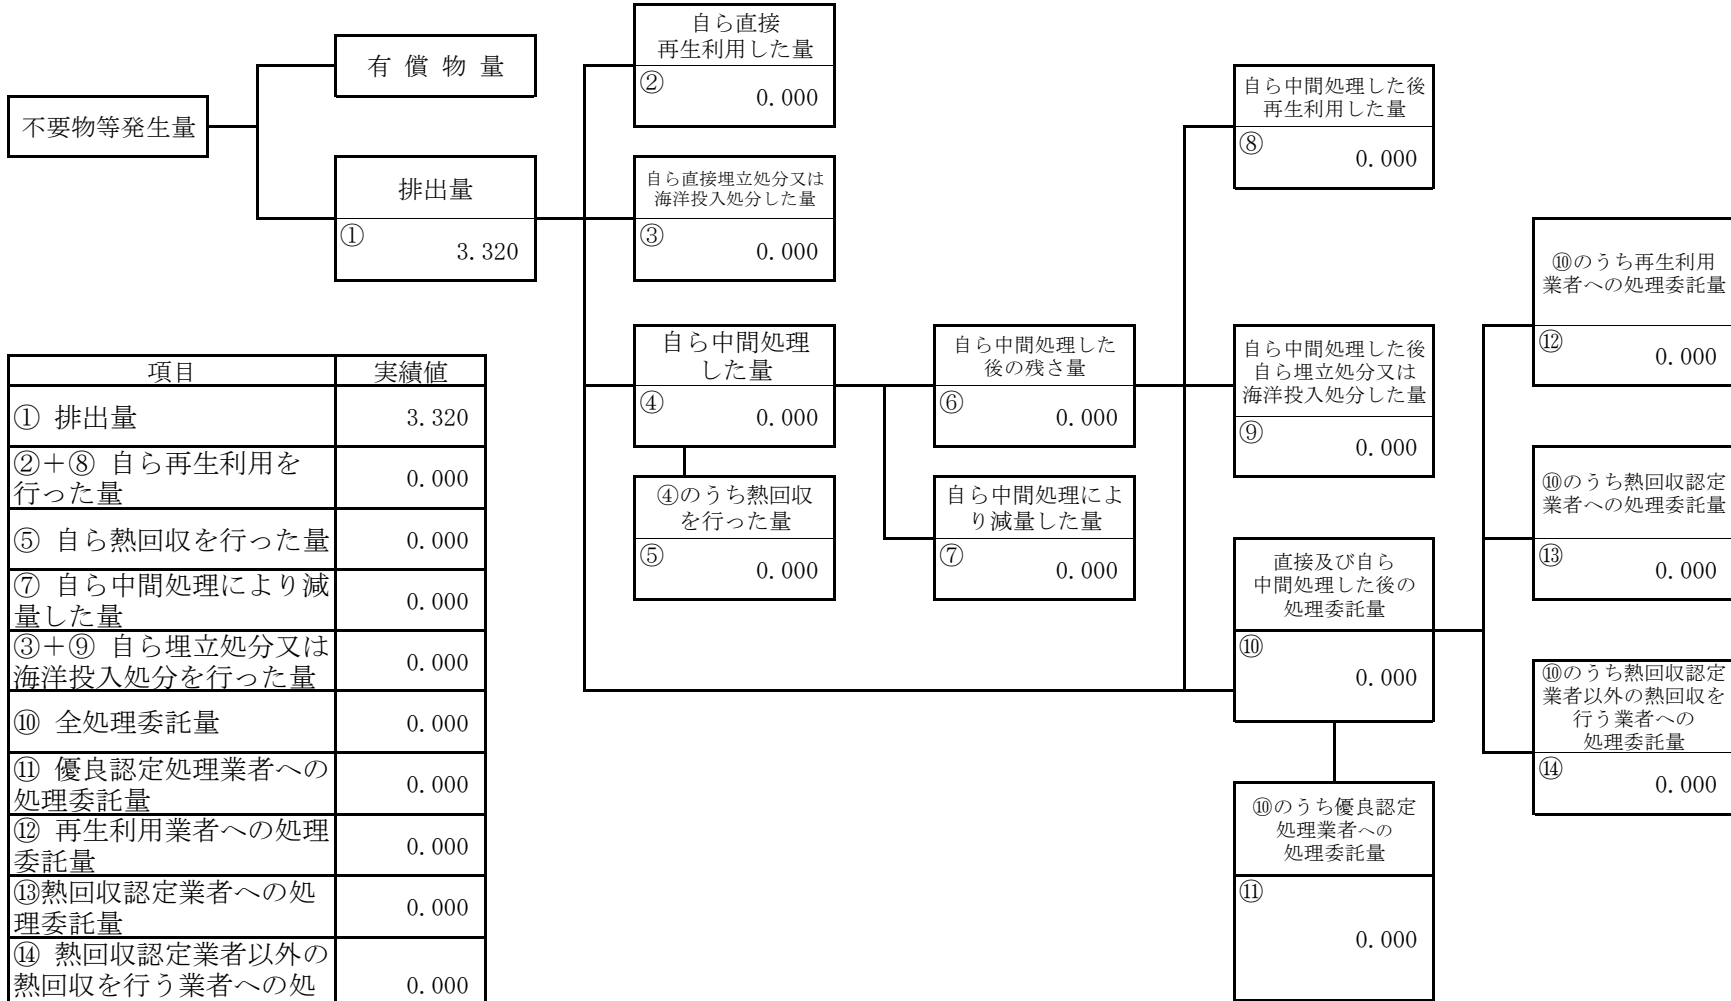 不要物等発生量
有 償 物 量
排出量
①
3.320
自ら直接
再生利用した量
②
0.000
自ら直接埋立処分又は
海洋投入処分した量
③
0.000
自ら中間処理
した量
④
0.000
④のうち熱回収
を行った量
⑤
0.000
自ら中間処理した
後の残さ量
⑥
0.000
自ら中間処理によ
り減量した量
⑦
0.000
自ら中間処理した後
再生利用した量
⑧
0.000
自ら中間処理した後
自ら埋立処分又は
海洋投入処分した量
⑨
0.000
直接及び自ら
中間処理した後の
処理委託量
⑩
0.000
⑩のうち優良認定
処理業者への
処理委託量
⑪
0.000
⑩のうち再生利用
業者への処理委託量
⑫
0.000
⑩のうち熱回収認定
業者への処理委託量
⑬
0.000
⑩のうち熱回収認定
業者以外の熱回収を
行う業者への
処理委託量
⑭
0.000
項目 実績値
① 排出量 3.320
②+⑧ 自ら再生利用を
行った量 0.000
⑤ 自ら熱回収を行った量 0.000
⑦ 自ら中間処理により減
量した量 0.000
③+⑨ 自ら埋立処分又は
海洋投入処分を行った量 0.000
⑩ 全処理委託量 0.000
⑪ 優良認定処理業者への
処理委託量 0.000
⑫ 再生利用業者への処理
委託量 0.000
⑬熱回収認定業者への処
理委託量 0.000
⑭ 熱回収認定業者以外の
熱回収を行う業者への処 0.000